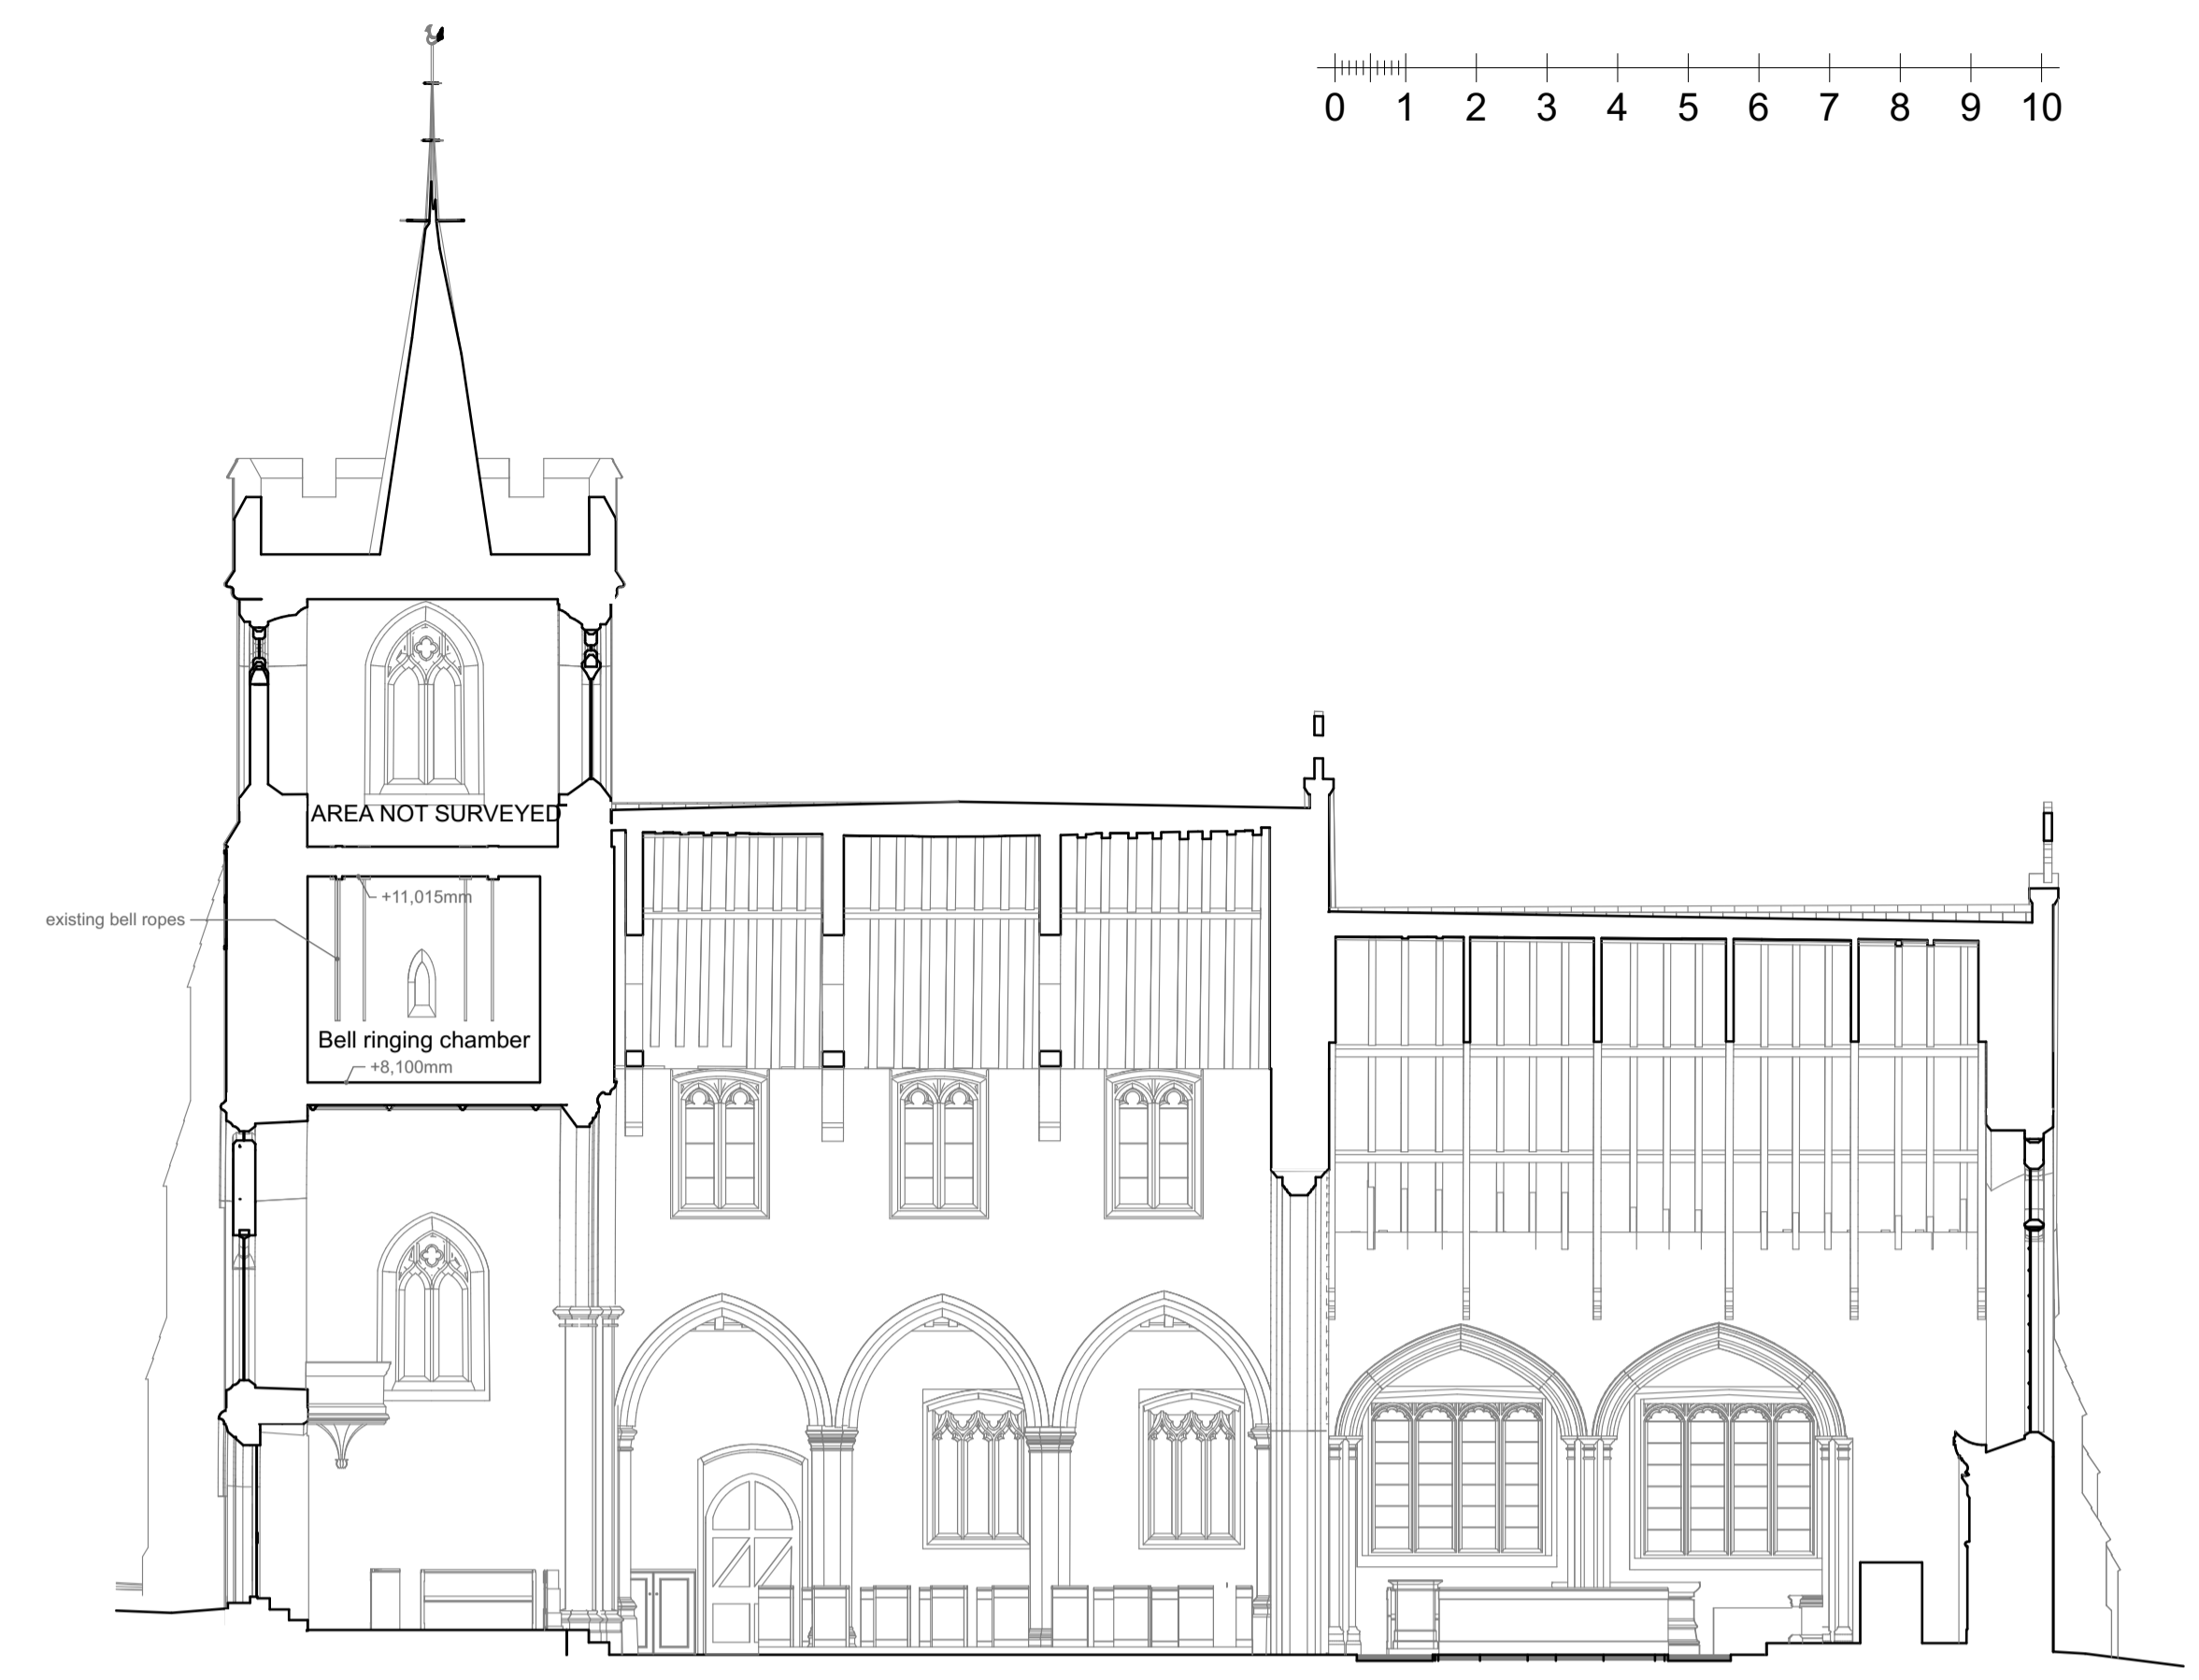 0 1 2 3 4 5 6 7 8 9 10
AREA NOT SURVEYED
+11,015mm
existing bell ropes
Bell ringing chamber
+8,100mm